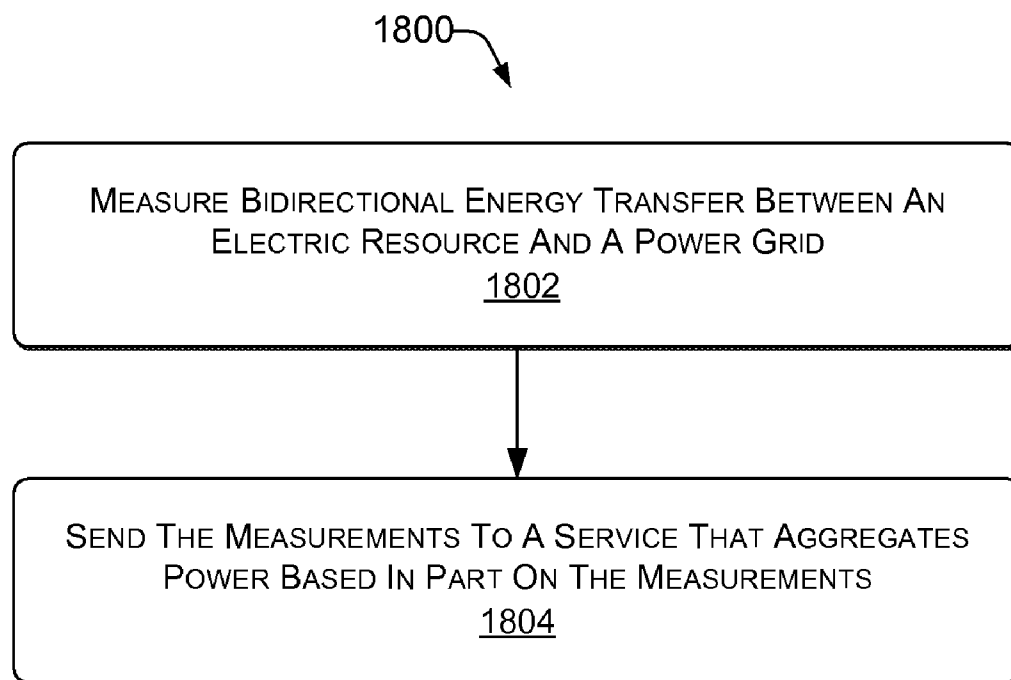 1800
MEASURE BIDIRECTIONAL ENERGY TRANSFER BETWEEN AN
ELECTRIC RESOURCE AND A POWER GRID
1802
SEND THE MEASUREMENTS TO A SERVICE THAT AGGREGATES
POWER BASED IN PART ON THE MEASUREMENTS
1804